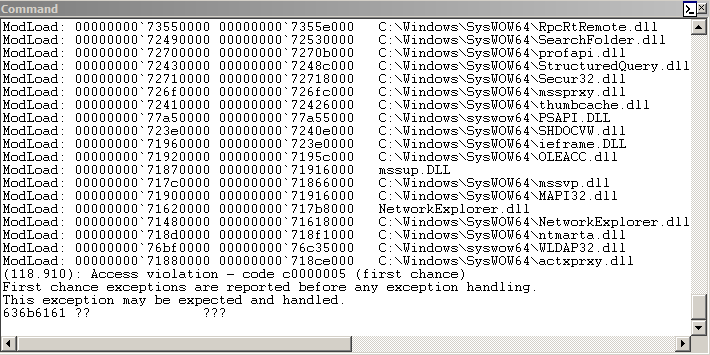 Command
ModLoad: 00000000`73550000 00000000`7355e000   C:\Windows\SysWOW64\RpcRtRemote.dll
ModLoad: 00000000`72490000 00000000`72530000   C:\Windows\SysWOW64\SearchFolder.dll
ModLoad: 00000000`72700000 00000000`7270b000   C:\Windows\SysWOW64\profapi.dll
ModLoad: 00000000`72430000 00000000`7248c000   C:\Windows\SysWOW64\StructuredQuery.dll
ModLoad: 00000000`72710000 00000000`72718000   C:\Windows\SysWOW64\Secur32.dll
ModLoad: 00000000`726f0000 00000000`726fc000   C:\Windows\SysWOW64\mssprxy.dll
ModLoad: 00000000`72410000 00000000`72426000   C:\Windows\SysWOW64\thumbcache.dll
ModLoad: 00000000`77a50000 00000000`77a55000   C:\Windows\SysWOW64\PSAPI.DLL
ModLoad: 00000000`723e0000 00000000`7240e000   C:\Windows\SysWOW64\SHDOCVW.dll
ModLoad: 00000000`71960000 00000000`723e0000   C:\Windows\SysWOW64\ieframe.DLL
ModLoad: 00000000`71920000 00000000`7195c000   C:\Windows\SysWOW64\OLEACC.dll
ModLoad: 00000000`71870000 00000000`71916000   mssup.DLL
ModLoad: 00000000`717c0000 00000000`71866000   C:\Windows\SysWOW64\mssvp.dll
ModLoad: 00000000`71900000 00000000`71916000   C:\Windows\SysWOW64\MAPI32.dll
ModLoad: 00000000`71620000 00000000`717b8000   NetworkExplorer.dll
ModLoad: 00000000`71480000 00000000`71618000   C:\Windows\SysWOW64\NetworkExplorer.dll
ModLoad: 00000000`718d0000 00000000`718f1000   C:\Windows\SysWOW64\ntmarta.dll
ModLoad: 00000000`76bf0000 00000000`76c35000   C:\Windows\syswow64\WLDAP32.dll
ModLoad: 00000000`71880000 00000000`718ce000   C:\Windows\SysWOW64\actxprxy.dll
(118.910): Access violation - code c0000005 (first chance)
First chance exceptions are reported before any exception handling.
This exception may be expected and handled.
636b6161 ??              ???